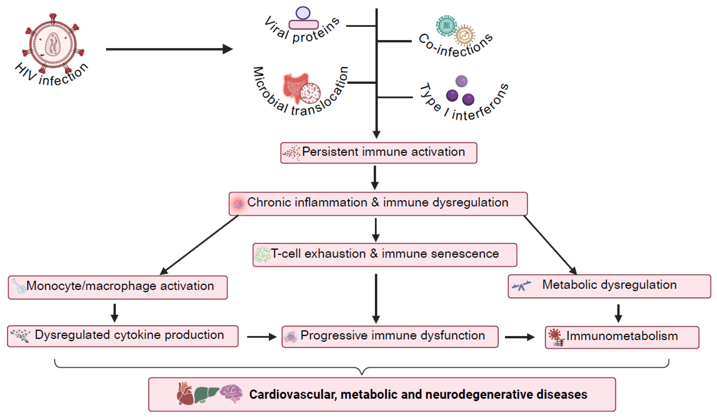 HIV infection
Viral proteins
Co-infections
Microbial translocation
Type I interferons
Persistent immune activation
Chronic inflammation & immune dysregulation
T-cell exhaustion & immune senescence
Monocyte/macrophage activation
Metabolic dysregulation
Dysregulated cytokine production
Progressive immune dysfunction
Immunometabolism
Cardiovascular, metabolic and neurodegenerative diseases